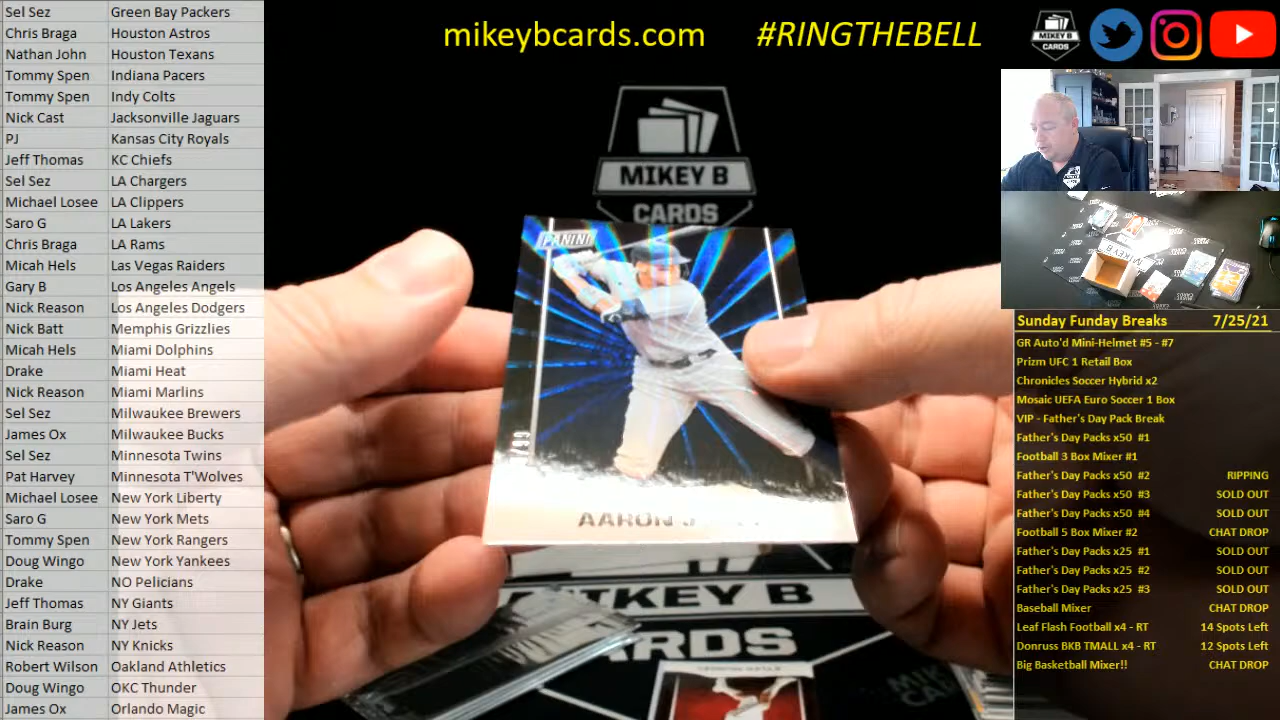 Sel Sez Green Bay Packers
Chris Braga Houston Astros
Nathan John Houston Texans
Tommy Spen Indiana Pacers
Tommy Spen Indy Colts
Nick Cast Jacksonville Jaguars
PJ Kansas City Royals
Jeff Thomas KC Chiefs
Sel Sez LA Chargers
Michael Losee LA Clippers
Saro G LA Lakers
Chris Braga LA Rams
Micah Hels Las Vegas Raiders
Gary B Los Angeles Angels
Nick Reason Los Angeles Dodgers
Nick Batt Memphis Grizzlies
Micah Hels Miami Dolphins
Drake Miami Heat
Nick Reason Miami Marlins
Sel Sez Milwaukee Brewers
James Ox Milwaukee Bucks
Sel Sez Minnesota Twins
Pat Harvey Minnesota T'Wolves
Michael Losee New York Liberty
Saro G New York Mets
Tommy Spen New York Rangers
Doug Wingo New York Yankees
Drake NO Pelicians
Jeff Thomas NY Giants
Brain Burg NY Jets
Nick Reason NY Knicks
Robert Wilson Oakland Athletics
Doug Wingo OKC Thunder
James Ox Orlando Magic
mikeybcards.com #RINGTHEBELL
MIKEY B
CARDS
MIKEY B
CARDS
PANINI
AARON
MIKEY B
CARDS
Sunday Funday Breaks 7/25/21
GR Auto'd Mini-Helmet #5 - #7
Prizm UFC 1 Retail Box
Chronicles Soccer Hybrid x2
Mosaic UEFA Euro Soccer 1 Box
VIP - Father's Day Pack Break
Father's Day Packs x50 #1
Football 3 Box Mixer #1
Father's Day Packs x50 #2 RIPPING
Father's Day Packs x50 #3 SOLD OUT
Father's Day Packs x50 #4 SOLD OUT
Football 5 Box Mixer #2 CHAT DROP
Father's Day Packs x25 #1 SOLD OUT
Father's Day Packs x25 #2 SOLD OUT
Father's Day Packs x25 #3 SOLD OUT
Baseball Mixer CHAT DROP
Leaf Flash Football x4 - RT 14 Spots Left
Donruss BKB TMALL x4 - RT 12 Spots Left
Big Basketball Mixer!! CHAT DROP